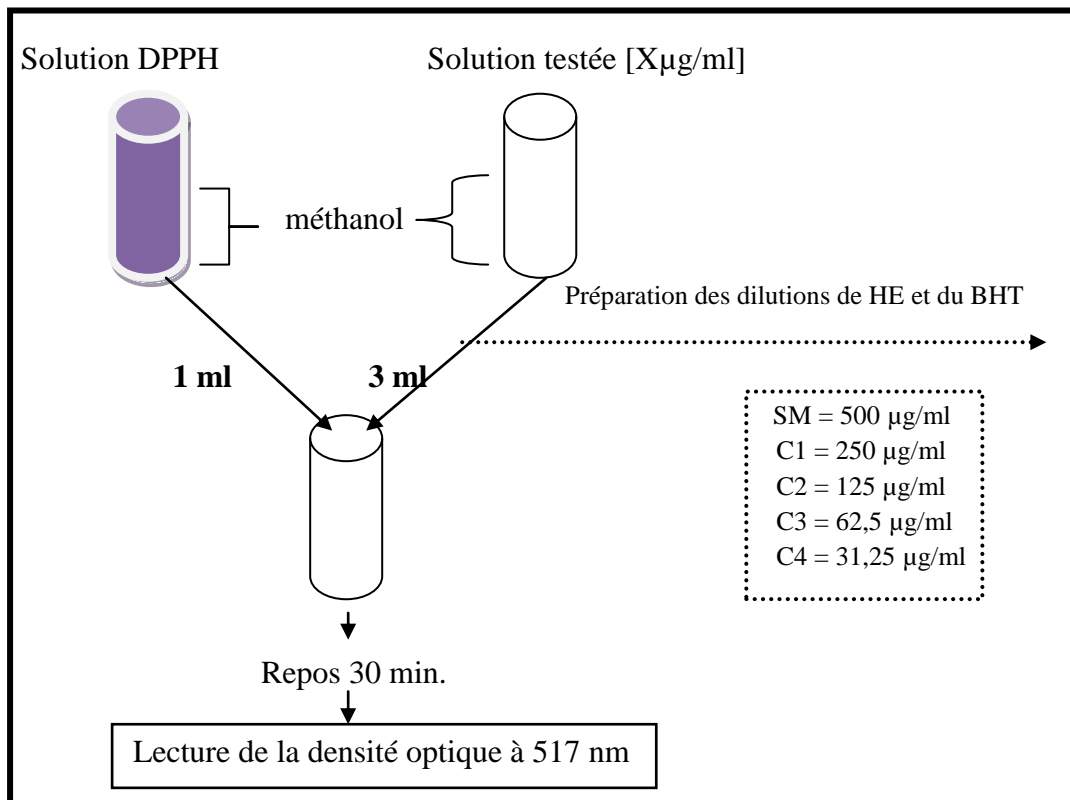 Solution DPPH
Solution testée [Xµg/ml]
méthanol
Préparation des dilutions de HE et du BHT
1 ml
3 ml
SM = 500 µg/ml
C1 = 250 µg/ml
C2 = 125 µg/ml
C3 = 62,5 µg/ml
C4 = 31,25 µg/ml
Repos 30 min.
Lecture de la densité optique à 517 nm